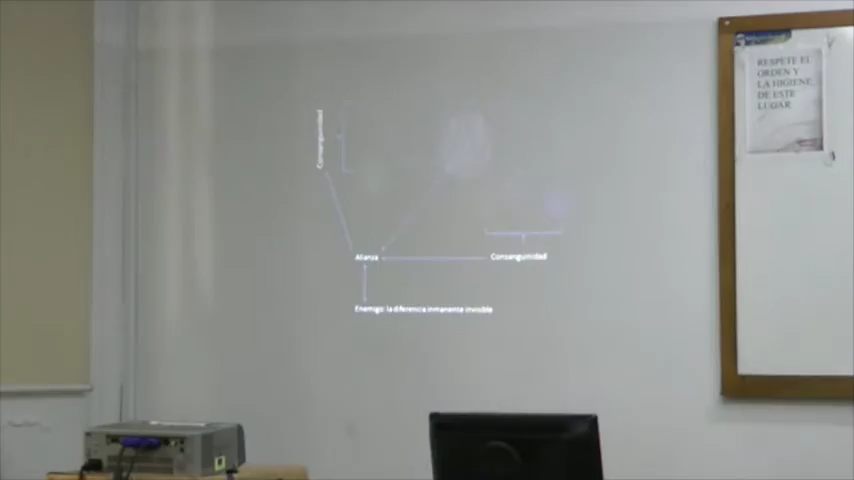 Consanguinidad
Alianza
Consanguinidad
Enemigo: la diferencia inmanente invisible
RESPETE EL
ORDEN Y
LA HIGIENE
DE ESTE
LUGAR